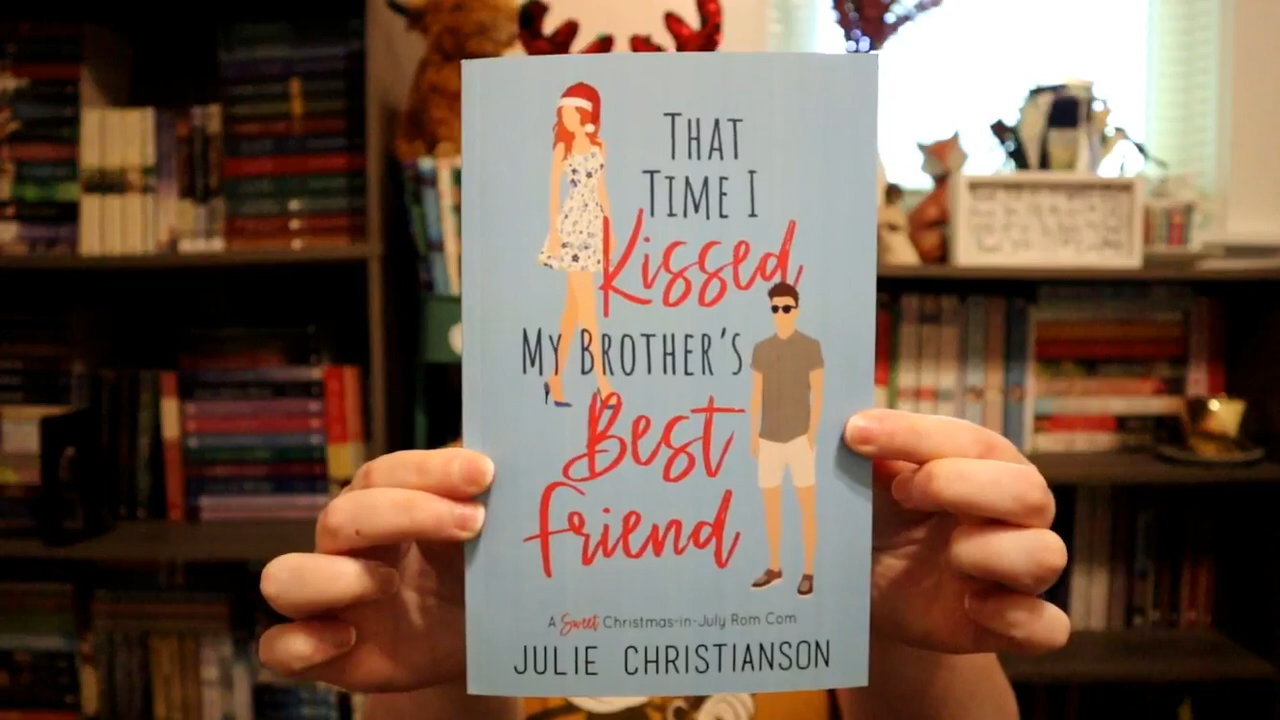 THAT
TIME I
Kissed
MY BROTHER'S
Best
Friend
A Sweet Christmas-in-July Rom Com
JULIE CHRISTIANSON